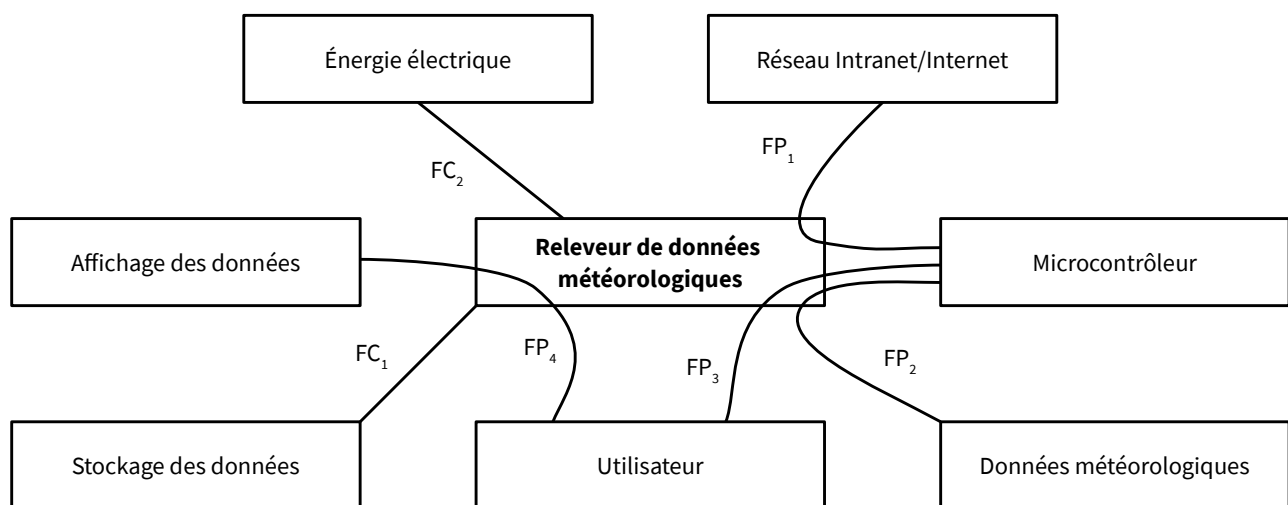 Énergie électrique
Réseau Intranet/Internet
FP1
FC2
Affichage des données
Releveur de données
météorologiques
Microcontrôleur
FC1
FP4
FP3
FP2
Stockage des données
Utilisateur
Données météorologiques